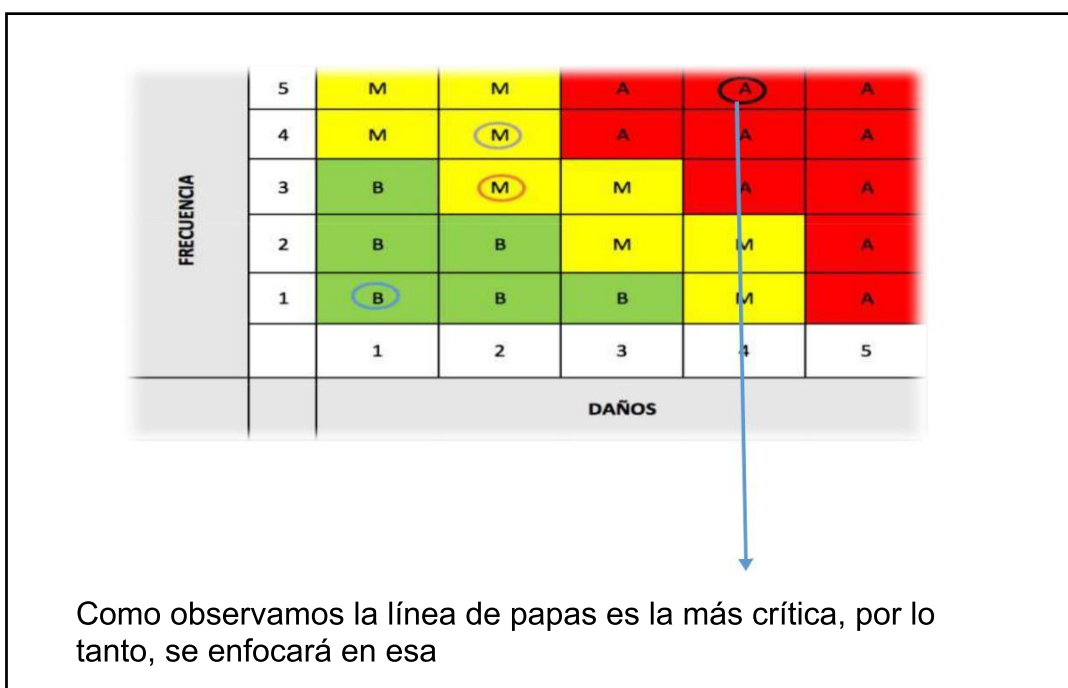 5 M M A A A
4 M M A A A
FRECUENCIA 3 B M M A A
2 B B M M A
1 B B B M A
1 2 3 4 5
DAÑOS
Como observamos la línea de papas es la más crítica, por lo
tanto, se enfocará en esa